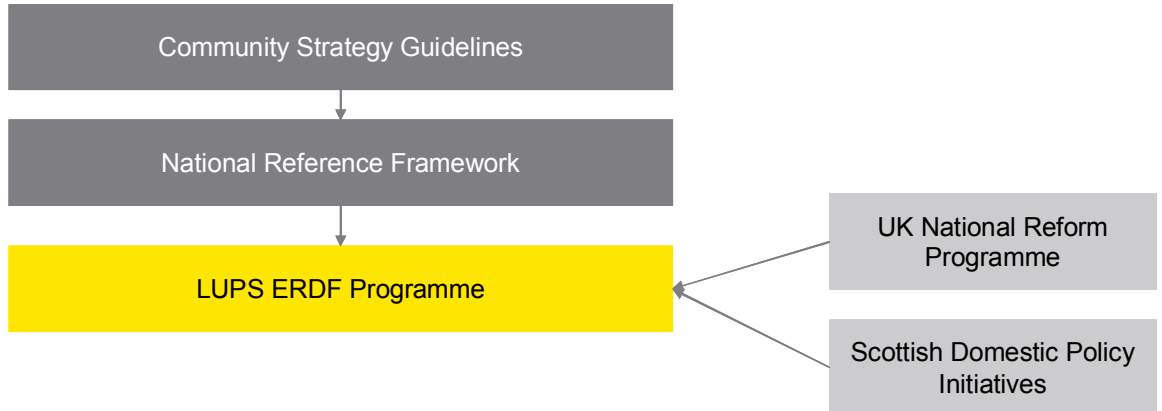 Community Strategy Guidelines
National Reference Framework
LUPS ERDF Programme
UK National Reform
Programme
Scottish Domestic Policy
Initiatives